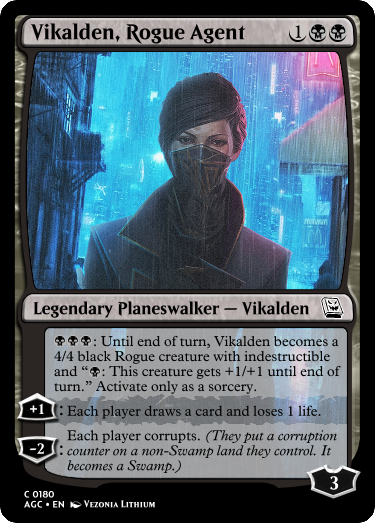 Vikalden, Rogue Agent 1
Legendary Planeswalker — Vikalden
: Until end of turn, Vikalden becomes a
4/4 black Rogue creature with indestructible
and “: This creature gets +1/+1 until end of
turn.” Activate only as a sorcery.
+1: Each player draws a card and loses 1 life.
-2: Each player corrupts. (They put a corruption
counter on a non-Swamp land they control. It
becomes a Swamp.)
3
C 0180
AGC • EN Vezonia Lithium